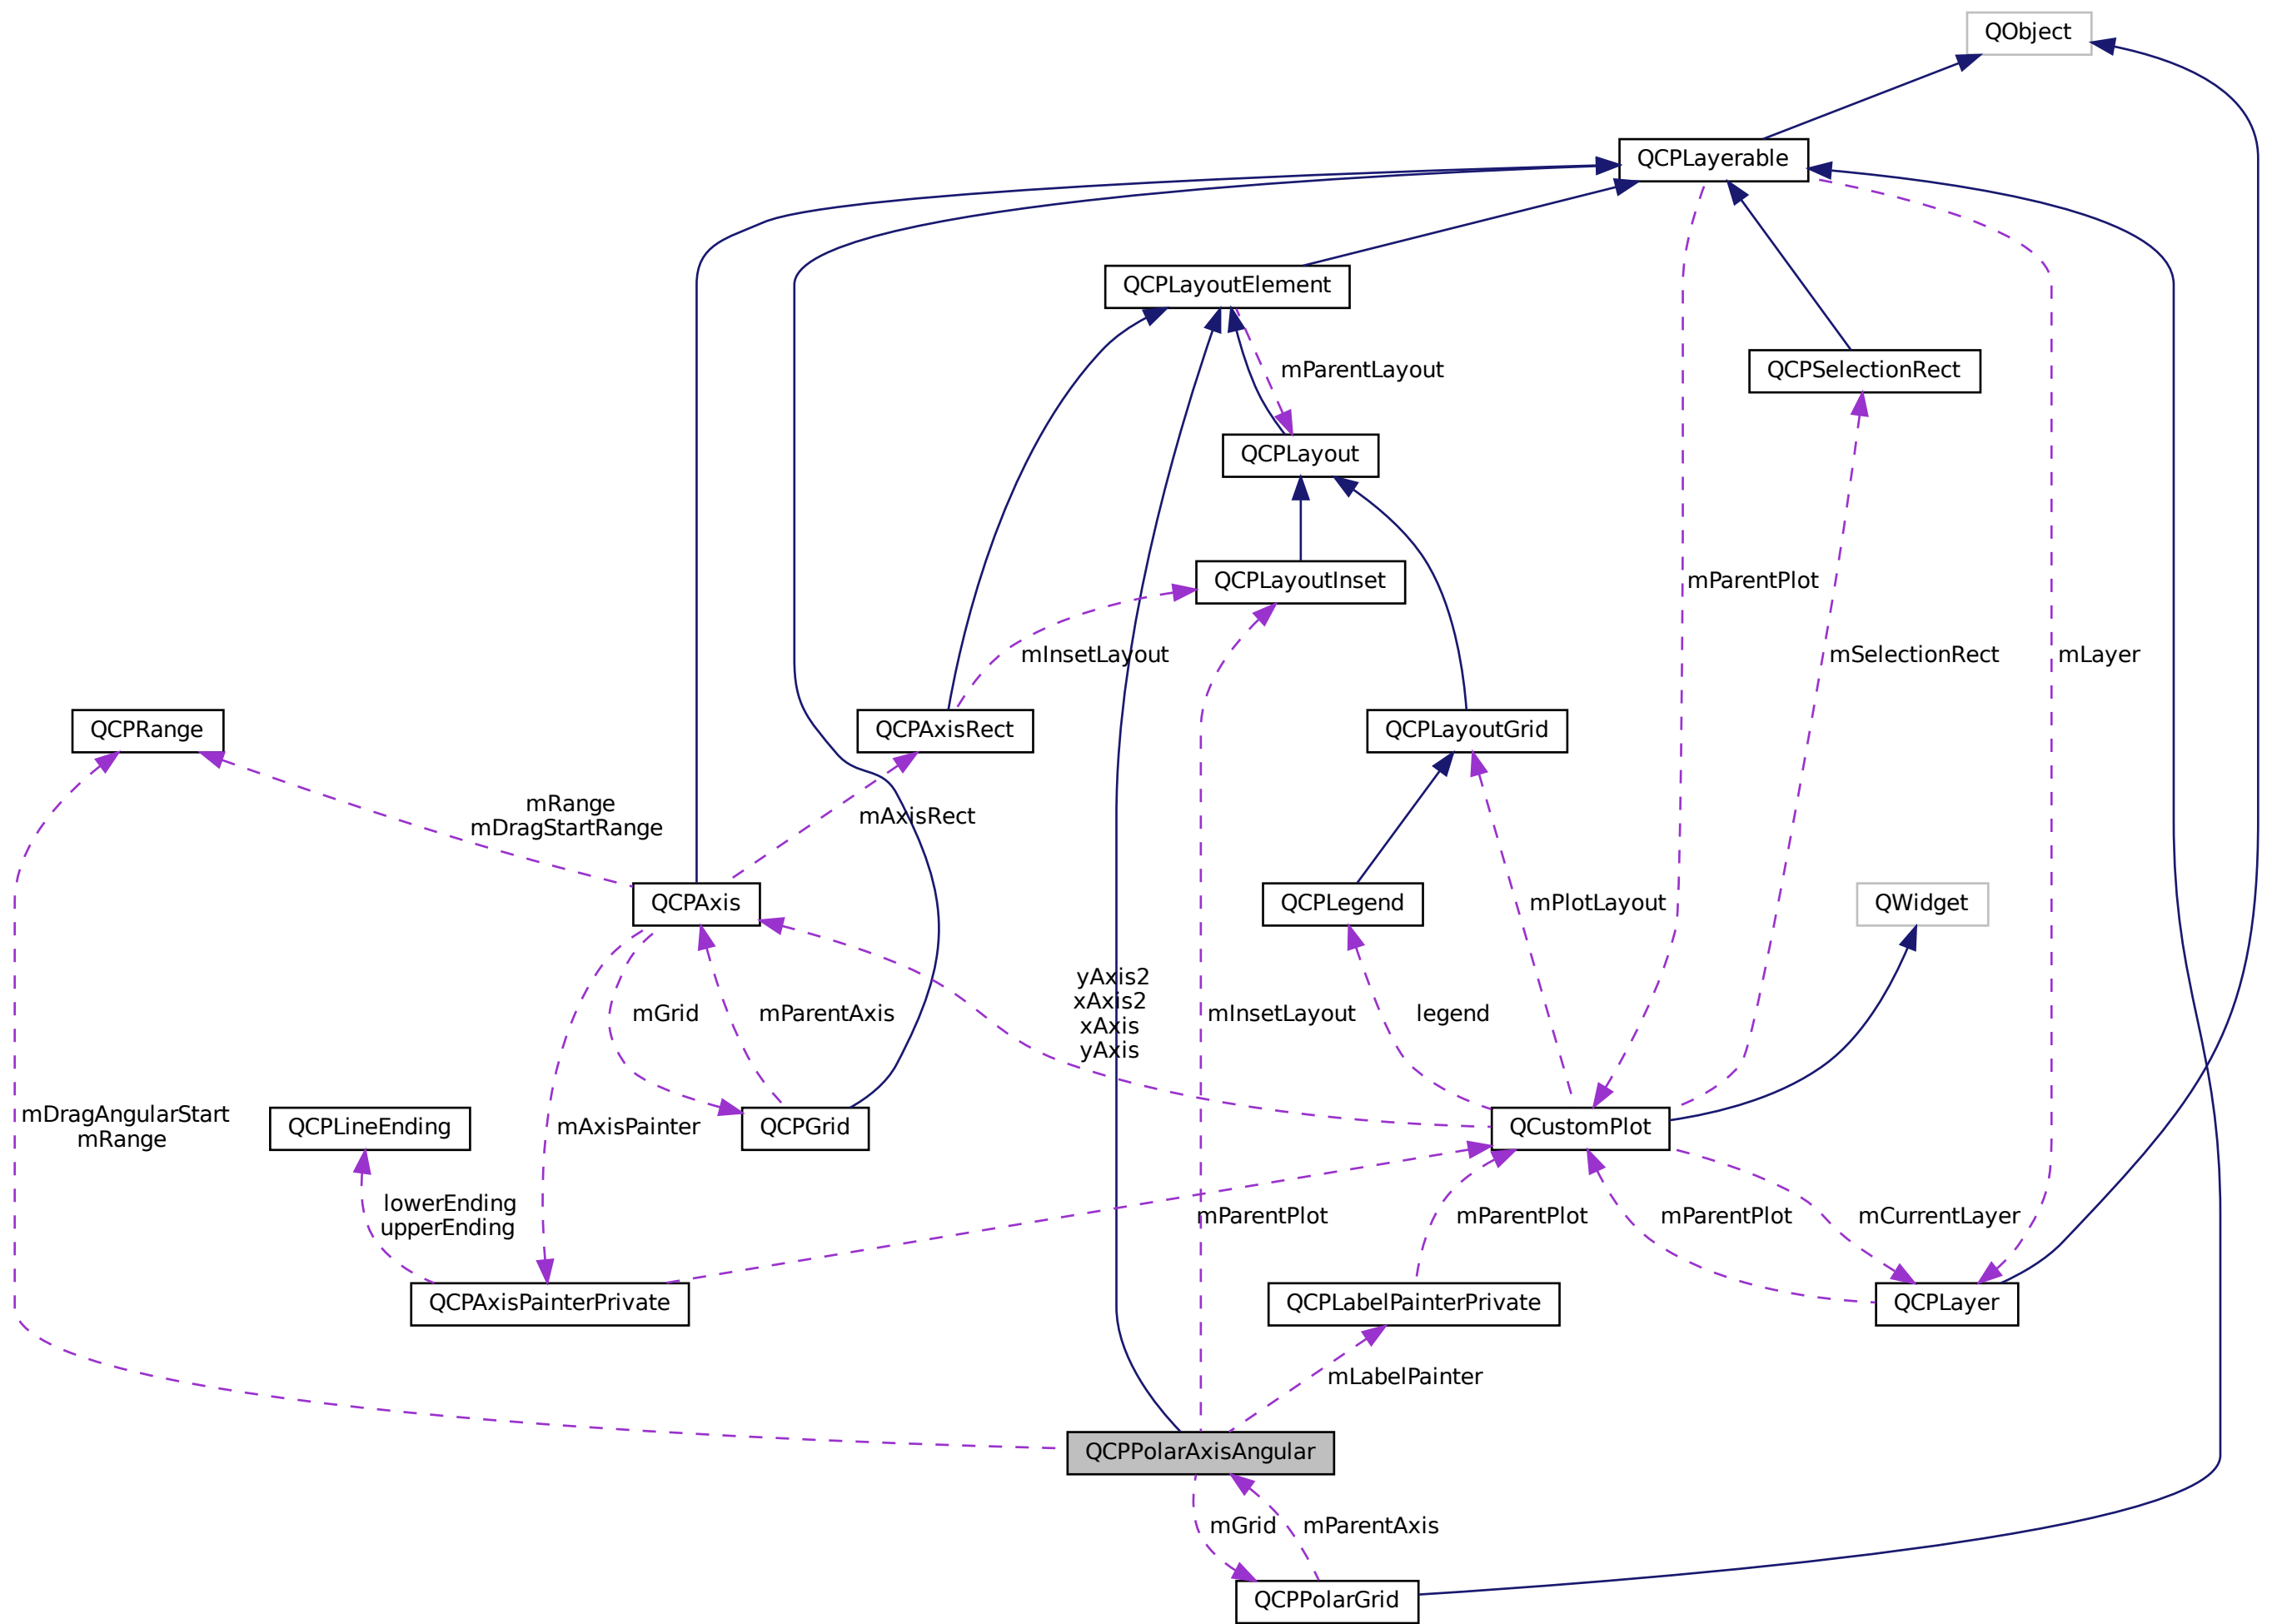 QObject
QCPLayerable
QCPLayoutElement
mParentLayout
QCPSelectionRect
QCPLayout
QCPLayoutInset
mParentPlot
mInsetLayout
mSelectionRect
mLayer
QCPRange
QCPAxisRect
QCPLayoutGrid
mRange
mDragStartRange
mAxisRect
QCPAxis
QCPLegend
mPlotLayout
QWidget
yAxis2
xAxis2
xAxis
yAxis
mGrid
mParentAxis
mInsetLayout
legend
mDragAngularStart
mRange
QCPLineEnding
mAxisPainter
QCPGrid
QCustomPlot
lowerEnding
upperEnding
mParentPlot
mParentPlot
mParentPlot
mCurrentLayer
QCPAxisPainterPrivate
QCPLabelPainterPrivate
QCPLayer
mLabelPainter
QCPPolarAxisAngular
mGrid
mParentAxis
QCPPolarGrid